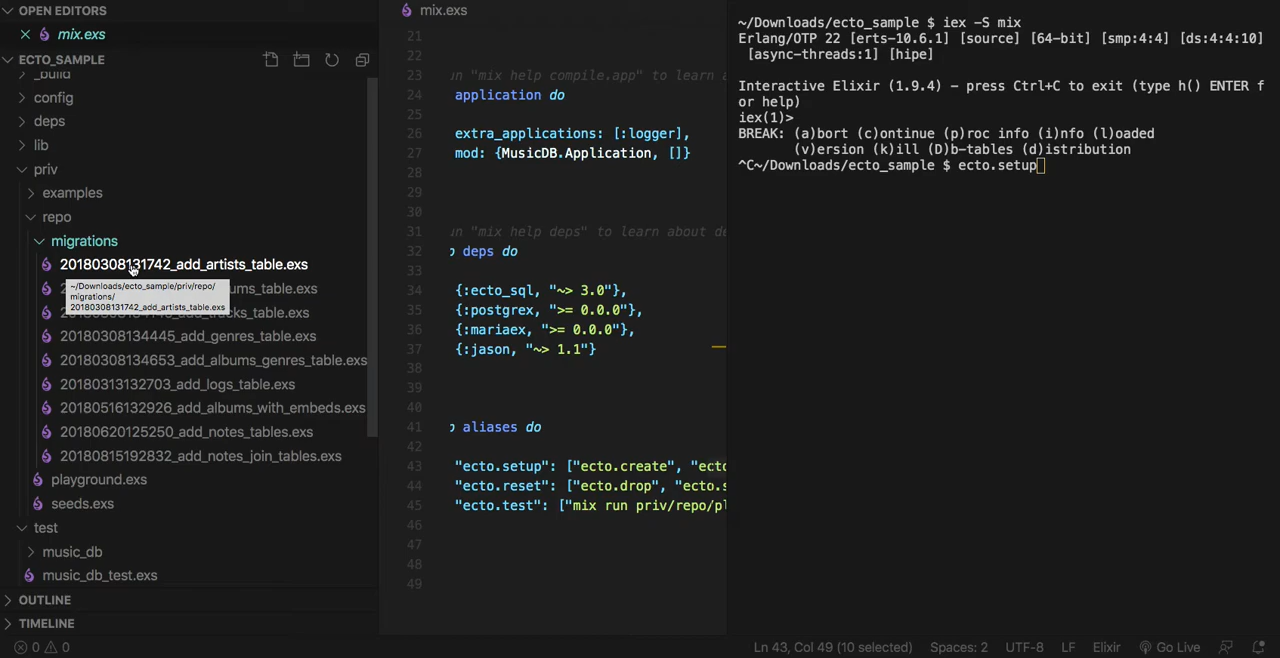 OPEN EDITORS
mix.exs
ECTO_SAMPLE
_build
config
deps
lib
priv
examples
repo
migrations
20180308131742_add_artists_table.exs
ums_table.exs
~/Downloads/ecto_sample/priv/repo/
migrations/
20180308131742_add_artists_table.exs
tracks_table.exs
20180308134445_add_genres_table.exs
20180308134653_add_albums_genres_table.exs
20180313132703_add_logs_table.exs
20180516132926_add_albums_with_embeds.exs
20180620125250_add_notes_tables.exs
20180815192832_add_notes_join_tables.exs
playground.exs
seeds.exs
test
music_db
music_db_test.exs
OUTLINE
TIMELINE
0 0
mix.exs
21
22
23 un "mix help compile.app" to learn a
24 application do
25
26 extra_applications: [:logger],
27 mod: {MusicDB.Application, []}
28
29
30
31 un "mix help deps" to learn about de
32 deps do
33
34 {:ecto_sql, "~> 3.0"},
35 {:postgrex, ">= 0.0.0"},
36 {:mariaex, ">= 0.0.0"},
37 {:jason, "~> 1.1"}
38
39
40
41 aliases do
42
43 "ecto.setup": ["ecto.create", "ecto
44 "ecto.reset": ["ecto.drop", "ecto.s
45 "ecto.test": ["mix run priv/repo/pl
46
47
48
49
~/Downloads/ecto_sample $ iex -S mix
Erlang/OTP 22 [erts-10.6.1] [source] [64-bit] [smp:4:4] [ds:4:4:10]
[async-threads:1] [hipe]
Interactive Elixir (1.9.4) - press Ctrl+C to exit (type h() ENTER f
or help)
iex(1)>
BREAK: (a)bort (c)ontinue (p)roc info (i)nfo (l)oaded
(v)ersion (k)ill (D)b-tables (d)istribution
^C~/Downloads/ecto_sample $ ecto.setup
Ln 43, Col 49 (10 selected) Spaces: 2 UTF-8 LF Elixir Go Live